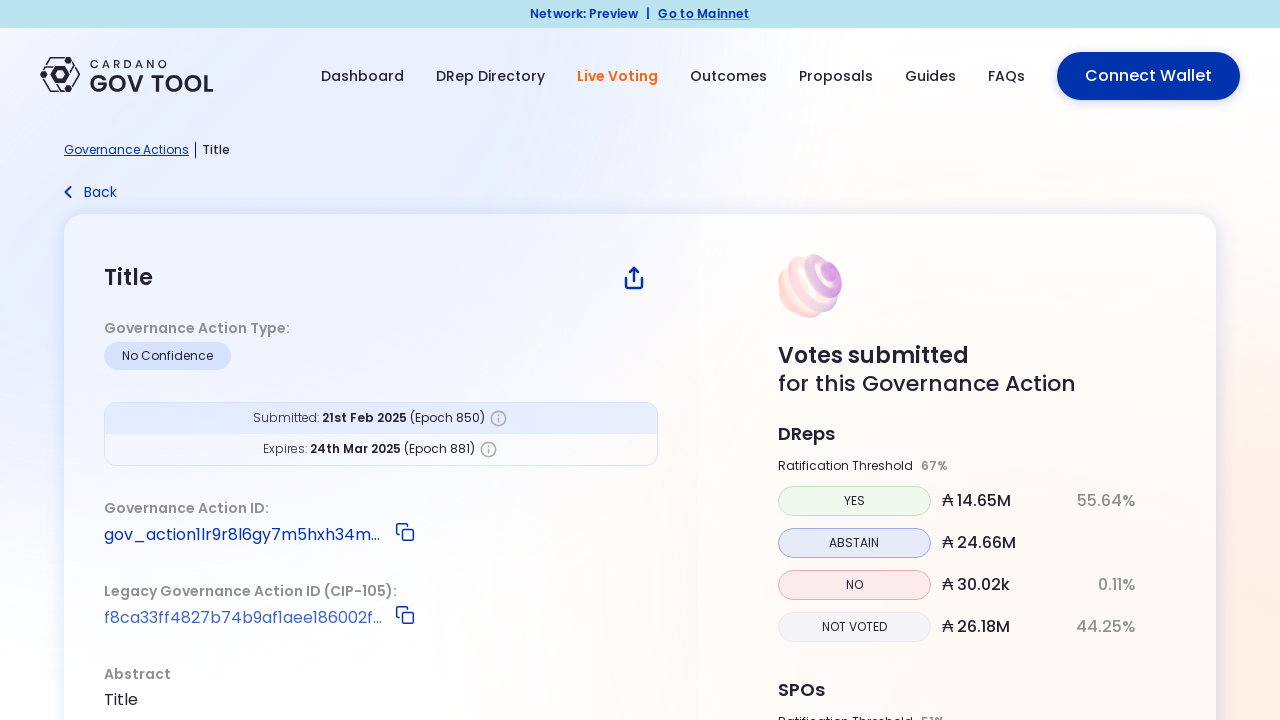 Network: Preview | Go to Mainnet
CARDANO
GOV TOOL
Dashboard DRep Directory Live Voting Outcomes Proposals Guides FAQs Connect Wallet
Governance Actions | Title
Back
Title
Governance Action Type:
No Confidence
Submitted: 21st Feb 2025 (Epoch 850)
Expires: 24th Mar 2025 (Epoch 881)
Governance Action ID:
gov_action1lr9r8l6gy7m5hxh34m...
Legacy Governance Action ID (CIP-105):
f8ca33ff4827b74b9af1aee186002f...
Abstract
Title
Votes submitted
for this Governance Action
DReps
Ratification Threshold 67%
YES ₳ 14.65M 55.64%
ABSTAIN ₳ 24.66M
NO ₳ 30.02k 0.11%
NOT VOTED ₳ 26.18M 44.25%
SPOs
Ratification Threshold 51%